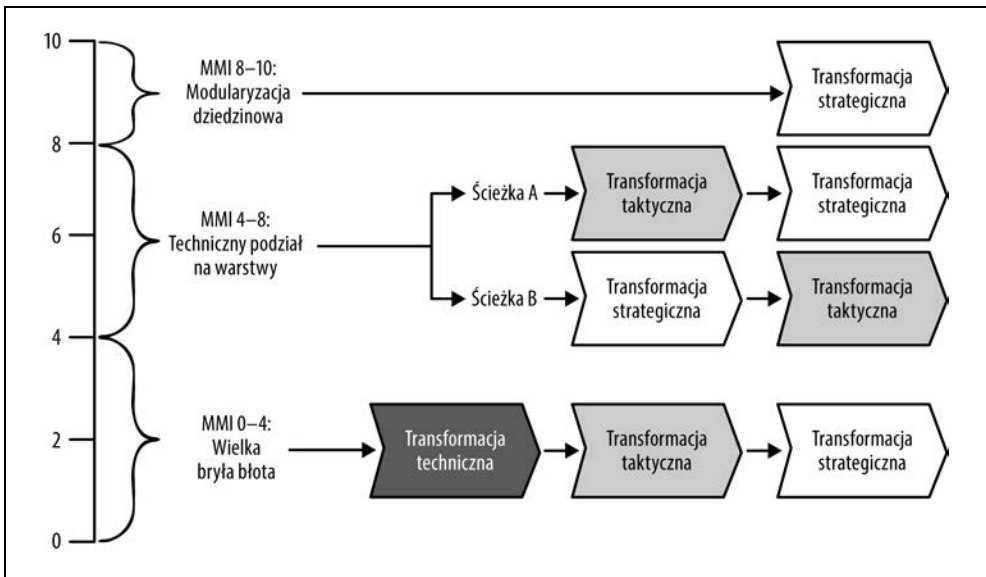 10
8
6
4
2
0
MMI 8–10:
Modularyzacja
dziedzinowa
Transformacja
strategiczna
MMI 4–8:
Techniczny podział
na warstwy
Ścieżka A
Transformacja
taktyczna
Transformacja
strategiczna
Ścieżka B
Transformacja
strategiczna
Transformacja
taktyczna
MMI 0–4:
Wielka
bryła błota
Transformacja
techniczna
Transformacja
taktyczna
Transformacja
strategiczna